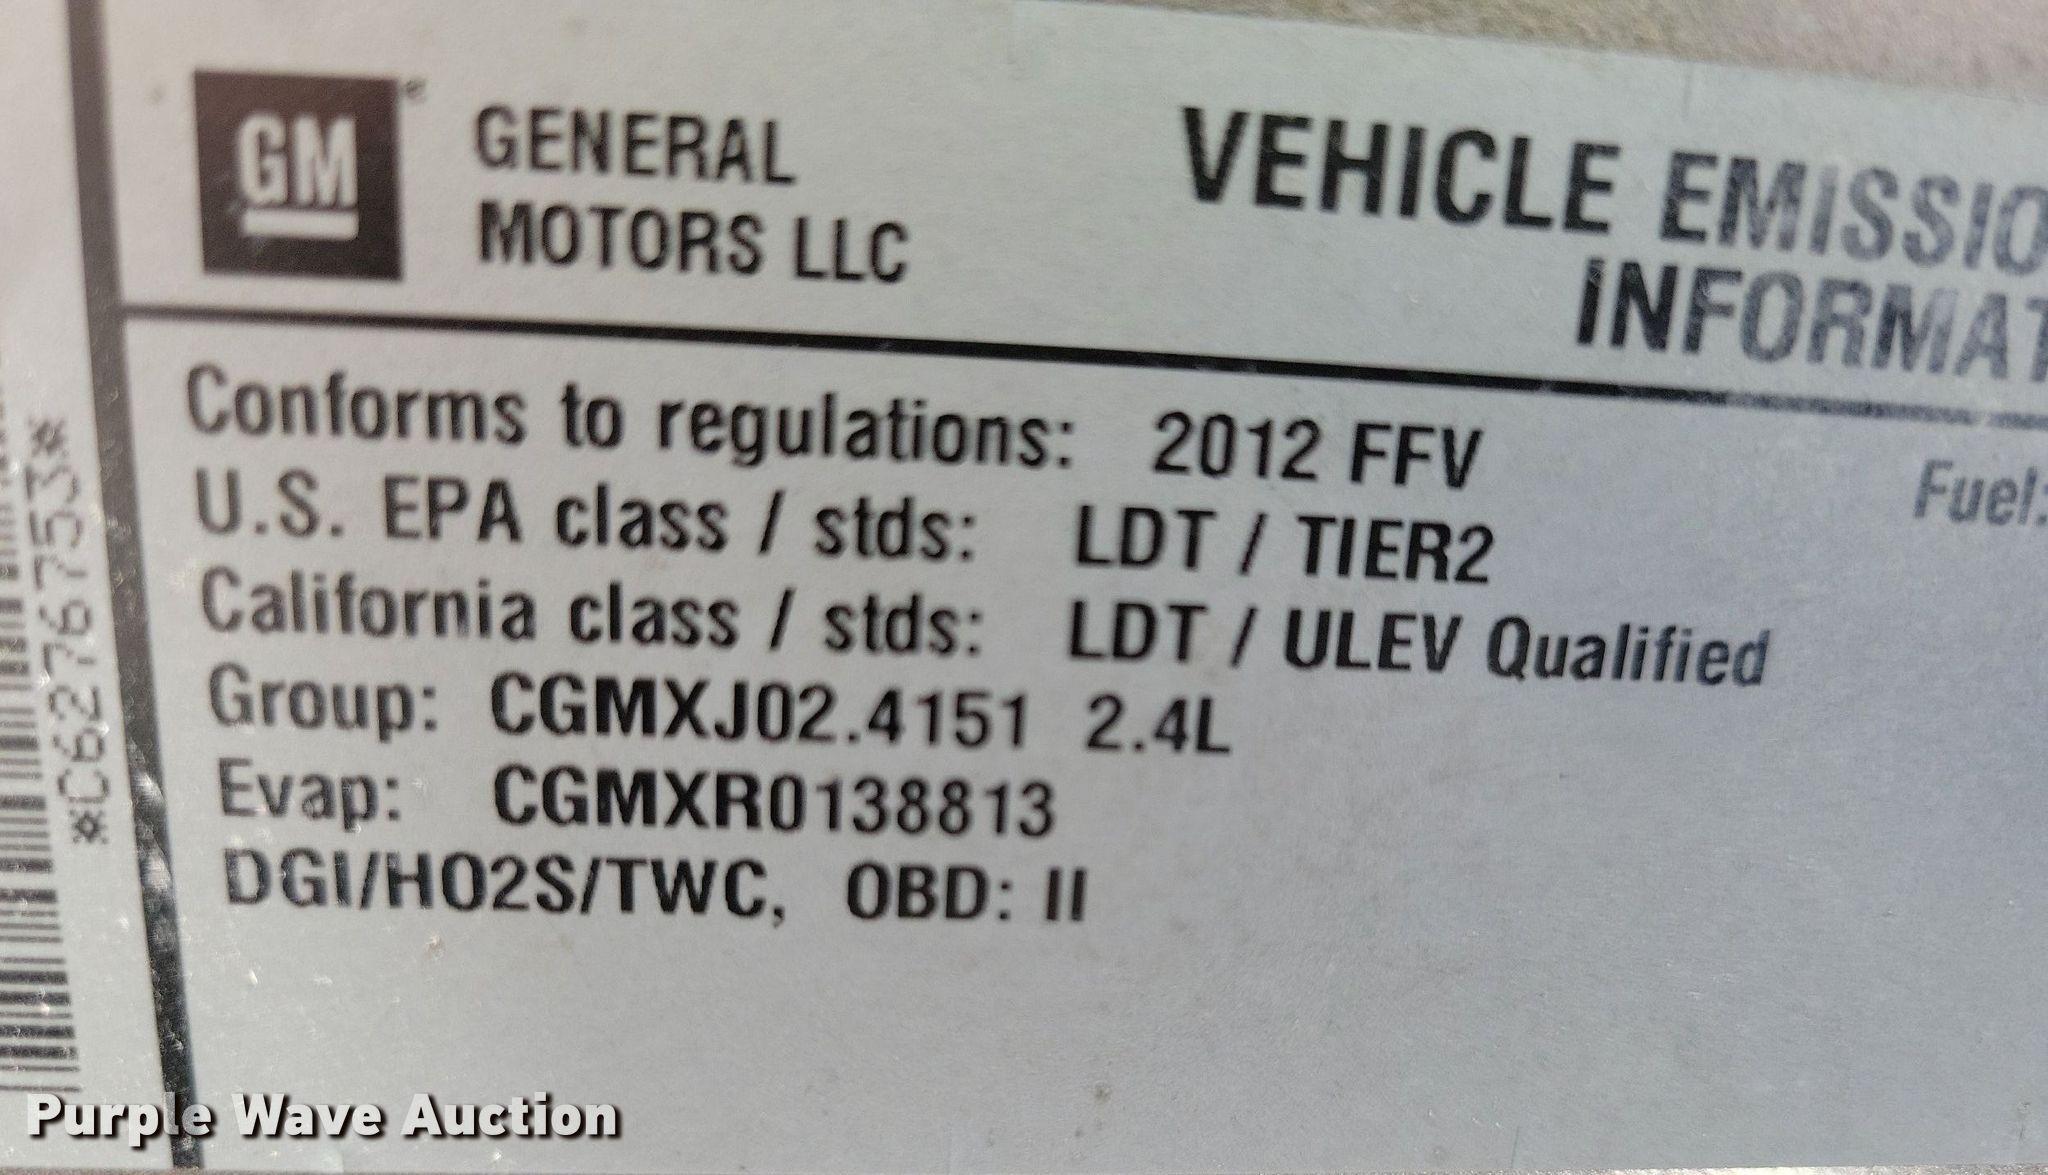 GM
GENERAL
MOTORS LLC
VEHICLE EMISSIO
INFORMAT
Conforms to regulations: 2012 FFV
Fuel:
U.S. EPA class / stds: LDT / TIER2
California class / stds: LDT / ULEV Qualified
Group: CGMXJ02.4151 2.4L
Evap: CGMXR0138813
DGI/HO2S/TWC, OBD: II
*C6276753*
Purple Wave Auction